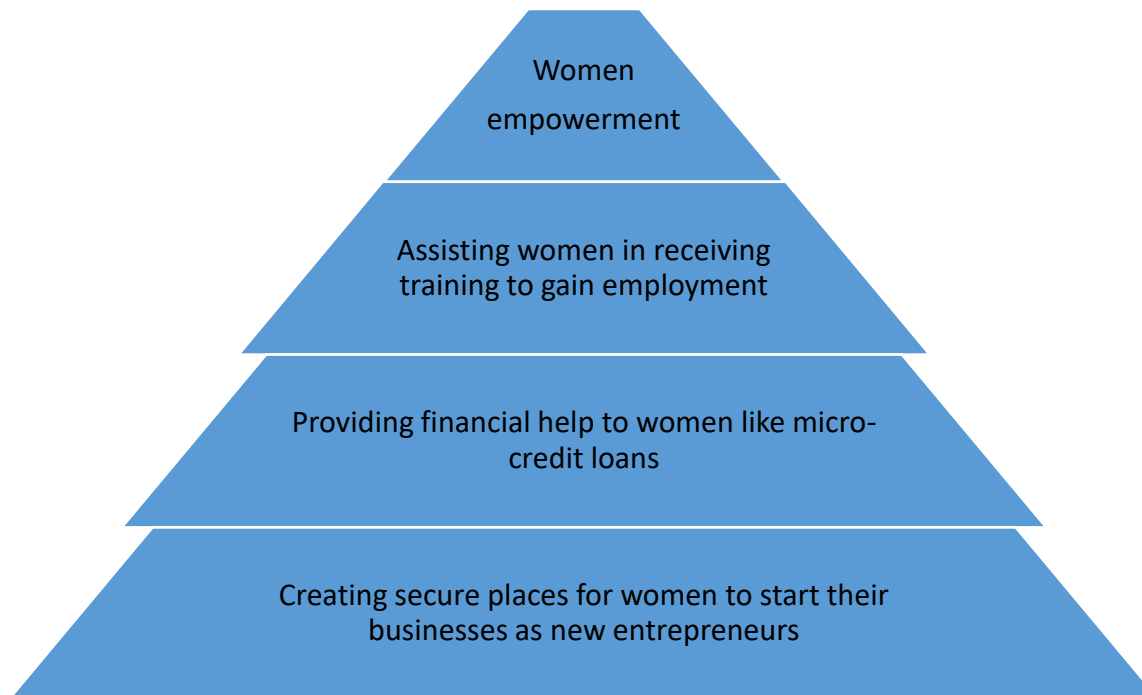 Women
empowerment
Assisting women in receiving
training to gain employment
Providing financial help to women like micro-
credit loans
Creating secure places for women to start their
businesses as new entrepreneurs